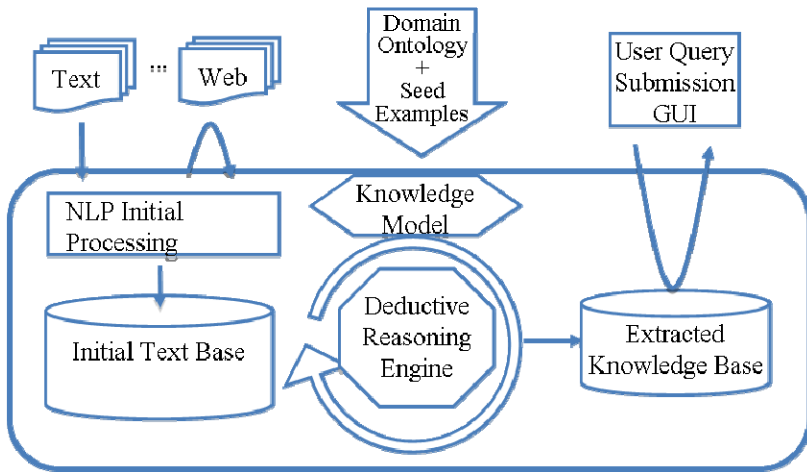 Text
...
Web
Domain
Ontology
+
Seed
Examples
User Query
Submission
GUI
NLP Initial
Processing
Knowledge
Model
Initial Text Base
Deductive
Reasoning
Engine
Extracted
Knowledge Base